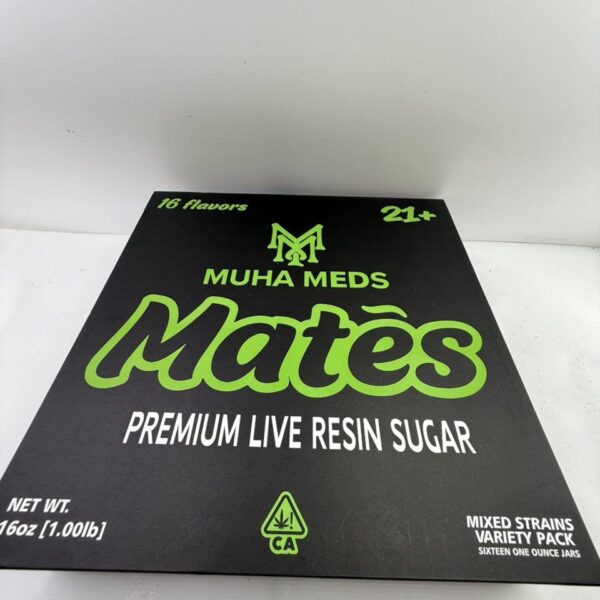 16 flavors
21+
MUHA MEDS
Matēs
PREMIUM LIVE RESIN SUGAR
NET WT.
16oz [1.00lb]
CA
MIXED STRAINS
VARIETY PACK
SIXTEEN ONE OUNCE JARS